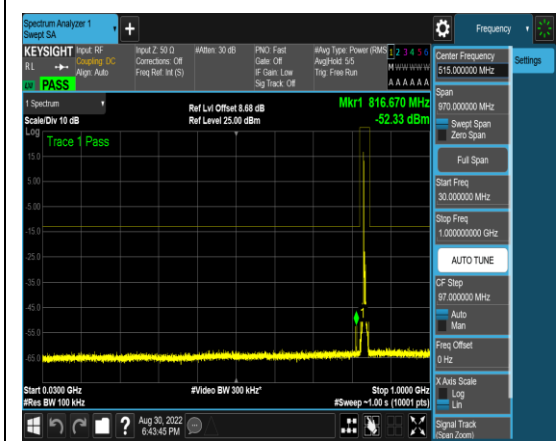 Spectrum Analyzer 1
Swept SA
Frequency
KEYSIGHT
RL
PASS
Input: RF
Coupling: DC
Align: Auto
Input Z: 50 Ω
Corrections: Off
Freq Ref: Int (S)
#Atten: 30 dB
PNO: Fast
Gate: Off
IF Gain: Low
Sig Track: Off
#Avg Type: Power (RMS
Avg|Hold: 5/5
Trig: Free Run
1 2 3 4 5 6
M W W W W W
A A A A A A
1 Spectrum
Scale/Div 10 dB
Ref Lvl Offset 8.68 dB
Ref Level 25.00 dBm
Mkr1 816.670 MHz
-52.33 dBm
Log
Trace 1 Pass
15.0
5.00
-5.00
-15.0
-25.0
-35.0
-45.0
-55.0
-65.0
1
Start 0.0300 GHz
#Res BW 100 kHz
#Video BW 300 kHz*
Stop 1.0000 GHz
#Sweep ~1.00 s (10001 pts)
Aug 30, 2022
6:43:45 PM
?
Center Frequency
515.000000 MHz
Settings
Span
970.000000 MHz
Swept Span
Zero Span
Full Span
Start Freq
30.000000 MHz
Stop Freq
1.000000000 GHz
AUTO TUNE
CF Step
97.000000 MHz
Auto
Man
Freq Offset
0 Hz
X Axis Scale
Log
Lin
Signal Track
(Span Zoom)